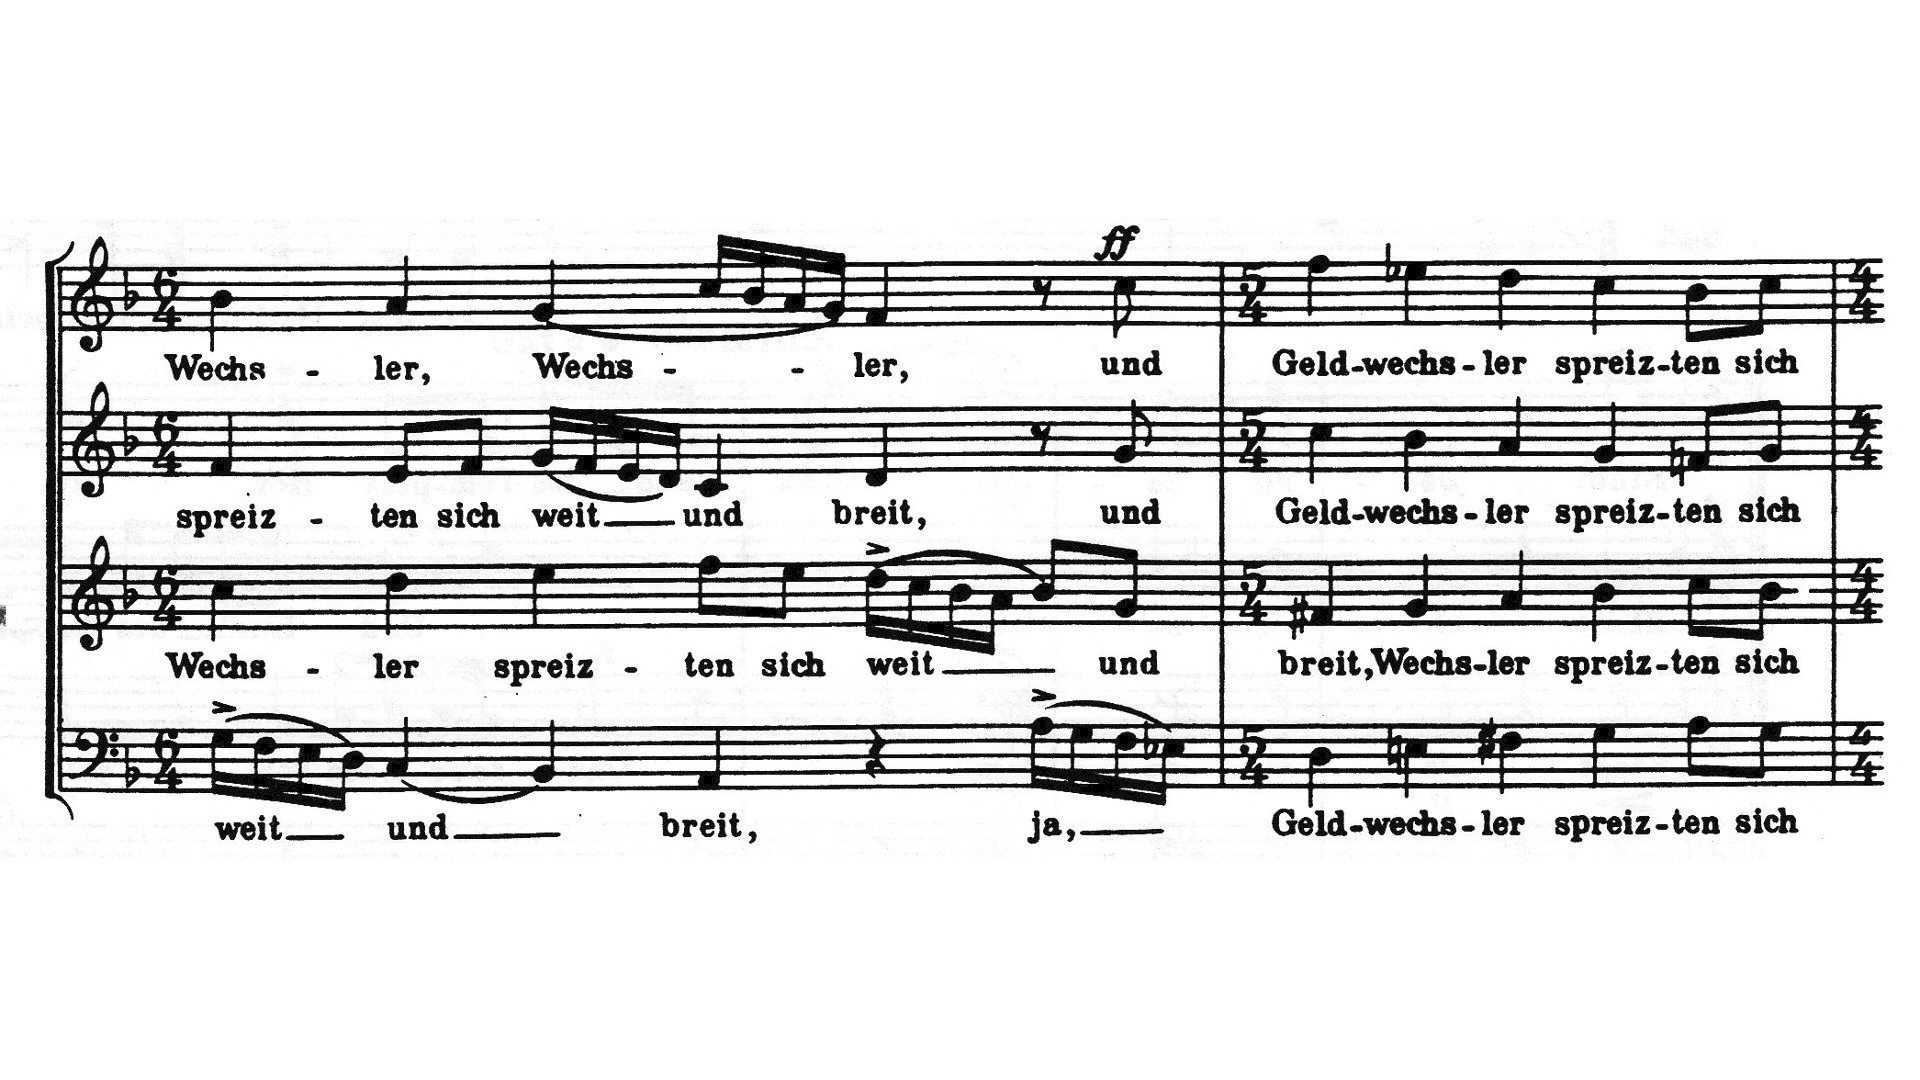 ff
Wechs - ler, Wechs - - ler, und Geld-wechs-ler spreiz-ten sich
spreiz - ten sich weit und breit, und Geld-wechs-ler spreiz-ten sich
Wechs - ler spreiz - ten sich weit und breit, Wechs-ler spreiz-ten sich
weit und breit, ja, Geld-wechs-ler spreiz-ten sich